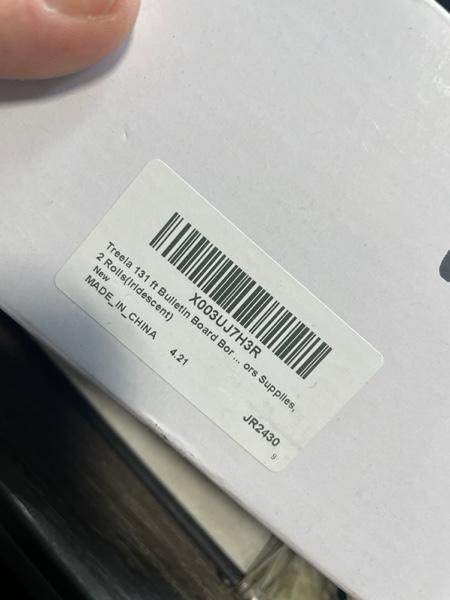 X003UJ7H3R
Treela 131 ft Bulletin Board Bor ... ors Supplies,
2 Rolls(Iridescent)
New
MADE_IN_CHINA
4.21
JR2430